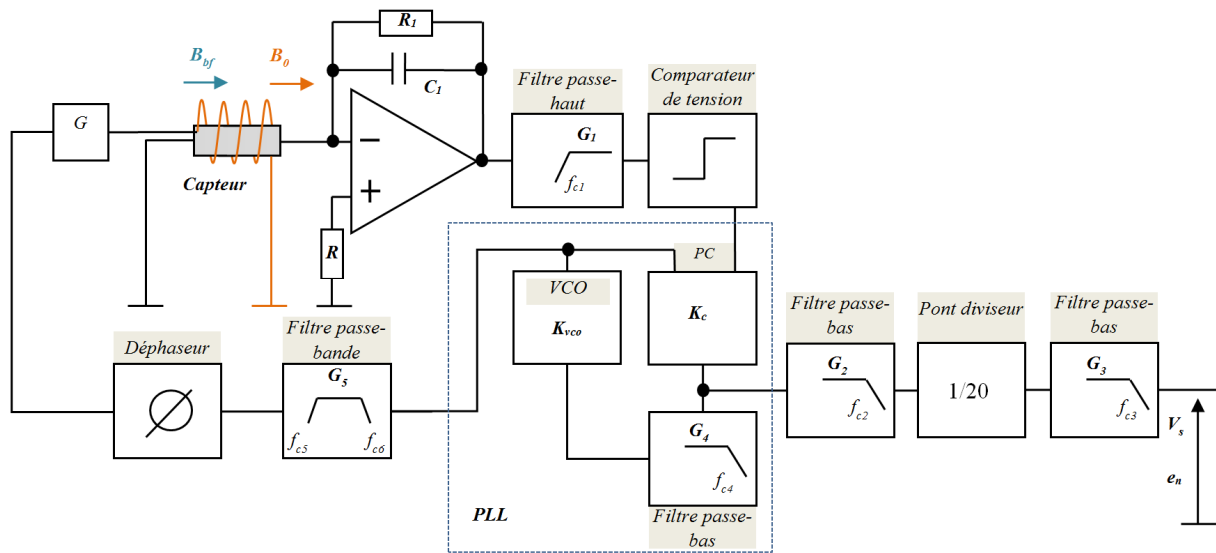 R1
Bbf
B0
C1
Filtre passe-
haut
Comparateur
de tension
G
G1
fc1
Capteur
−
+
R
PC
VCO
Kvco
Kc
Filtre passe-
bas
Pont diviseur
Filtre passe-
bas
Déphaseur
Filtre passe-
bande
G5
fc5
fc6
G2
fc2
1/20
G3
fc3
Vs
en
G4
fc4
PLL
Filtre passe-
bas